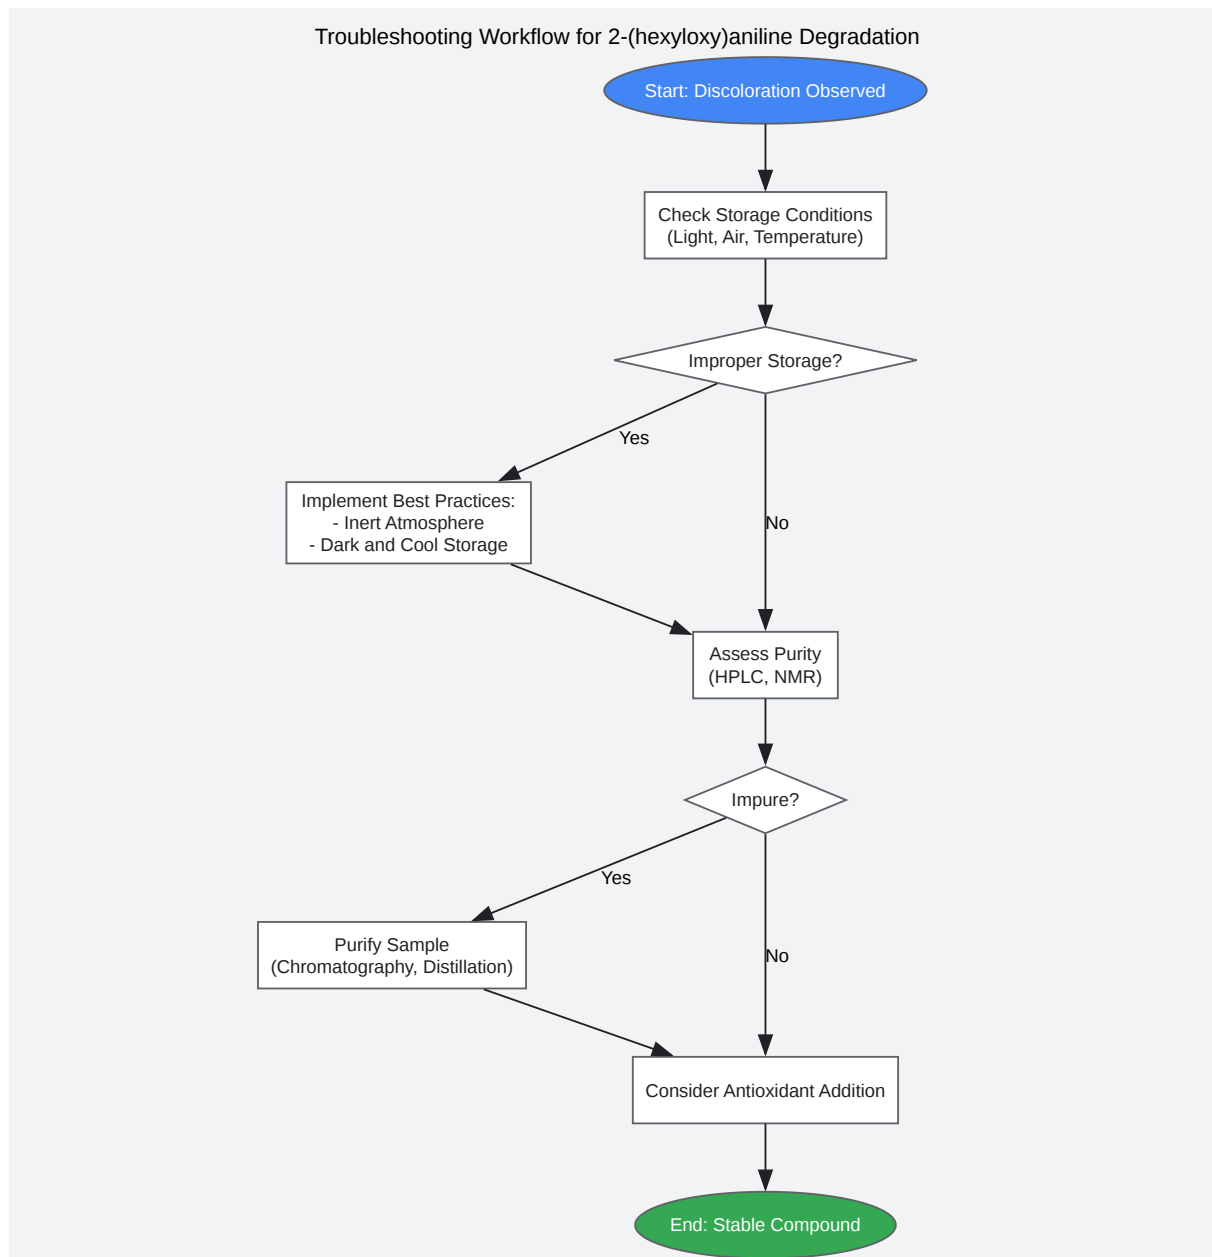 Troubleshooting Workflow for 2-(hexyloxy)aniline Degradation
Start: Discoloration Observed
Check Storage Conditions
(Light, Air, Temperature)
Improper Storage?
Yes
Implement Best Practices:
- Inert Atmosphere
- Dark and Cool Storage
No
Assess Purity
(HPLC, NMR)
Impure?
Yes
Purify Sample
(Chromatography, Distillation)
No
Consider Antioxidant Addition
End: Stable Compound